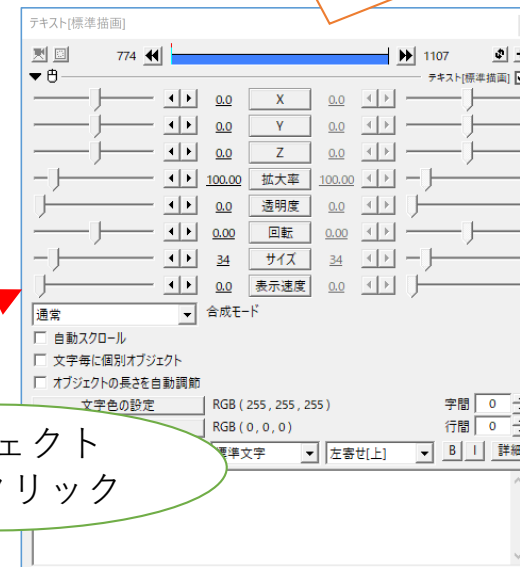 テキスト[標準描画]
774 1107
テキスト[標準描画]
0.0 X 0.0
0.0 Y 0.0
0.0 Z 0.0
100.00 拡大率 100.00
0.0 透明度 0.0
0.00 回転 0.00
34 サイズ 34
0.0 表示速度 0.0
通常 合成モード
自動スクロール
文字毎に個別オブジェクト
オブジェクトの長さを自動調節
文字色の設定 RGB ( 255 , 255 , 255 ) 字間 0
RGB ( 0 , 0 , 0 ) 行間 0
標準文字 左寄せ[上] B I 詳細
ェクト
リック